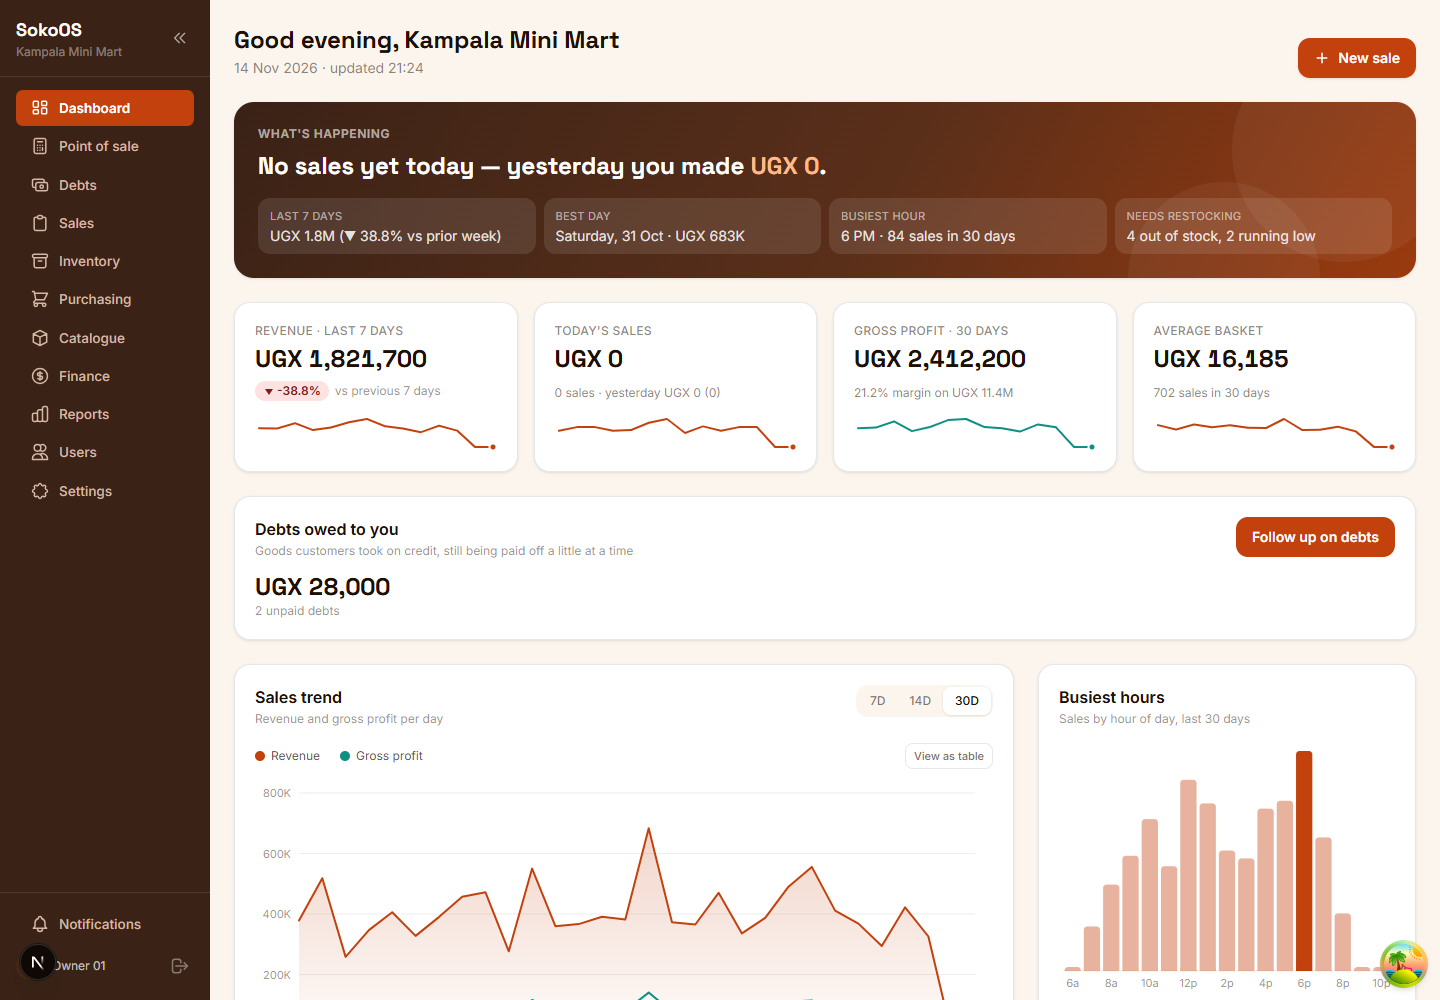 SokoOS
Kampala Mini Mart
Dashboard
Point of sale
Debts
Sales
Inventory
Purchasing
Catalogue
Finance
Reports
Users
Settings
Notifications
N
Owner 01
Good evening, Kampala Mini Mart
14 Nov 2026 · updated 21:24
+ New sale
WHAT'S HAPPENING
No sales yet today — yesterday you made UGX 0.
LAST 7 DAYS
UGX 1.8M (▼ 38.8% vs prior week)
BEST DAY
Saturday, 31 Oct · UGX 683K
BUSIEST HOUR
6 PM · 84 sales in 30 days
NEEDS RESTOCKING
4 out of stock, 2 running low
REVENUE · LAST 7 DAYS
UGX 1,821,700
▼ -38.8% vs previous 7 days
TODAY'S SALES
UGX 0
0 sales · yesterday UGX 0 (0)
GROSS PROFIT · 30 DAYS
UGX 2,412,200
21.2% margin on UGX 11.4M
AVERAGE BASKET
UGX 16,185
702 sales in 30 days
Debts owed to you
Goods customers took on credit, still being paid off a little at a time
UGX 28,000
2 unpaid debts
Follow up on debts
Sales trend
Revenue and gross profit per day
7D 14D 30D
Revenue Gross profit
View as table
800K
600K
400K
200K
Busiest hours
Sales by hour of day, last 30 days
6a 8a 10a 12p 2p 4p 6p 8p 10p